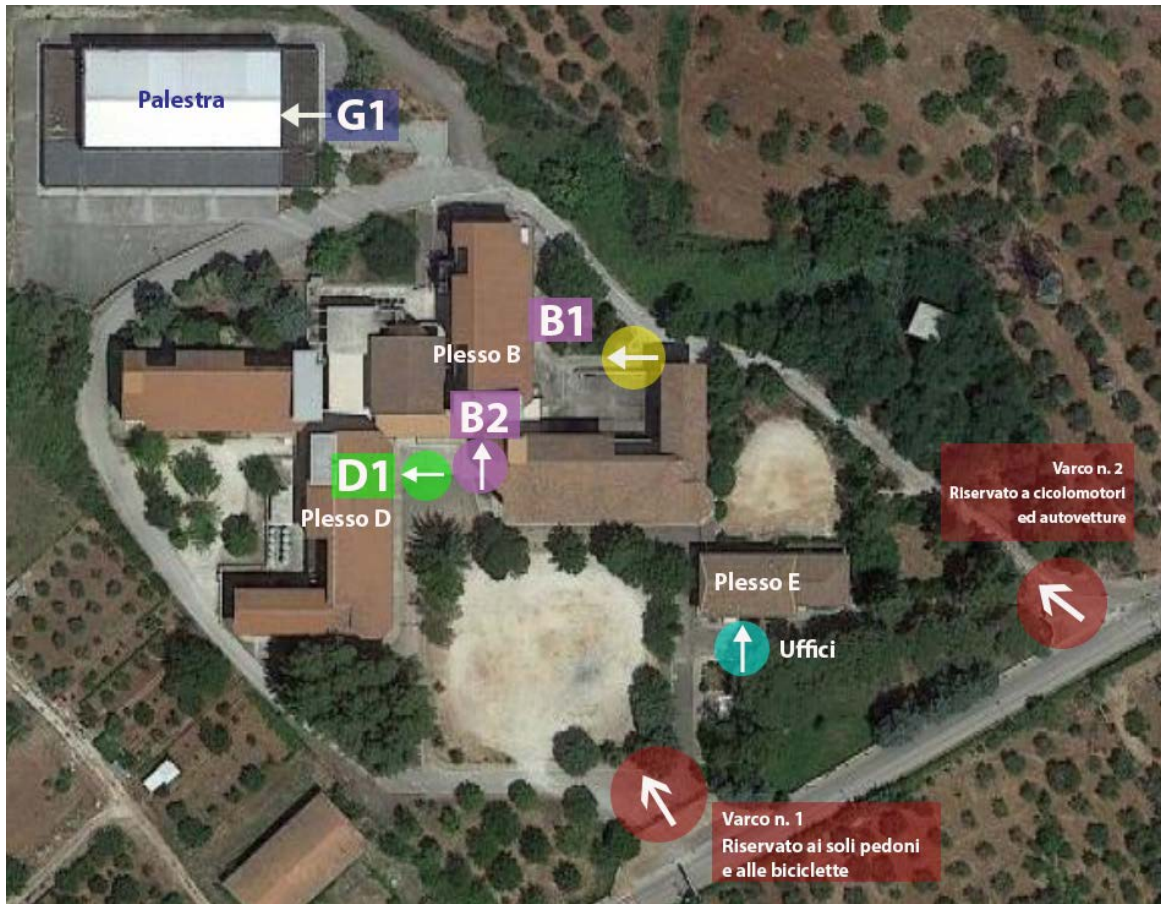 Palestra
G1
B1
Plesso B
B2
D1
Plesso D
Varco n. 2
Riservato a cicolomotori
ed autovetture
Plesso E
Uffici
Varco n. 1
Riservato ai soli pedoni
e alle biciclette